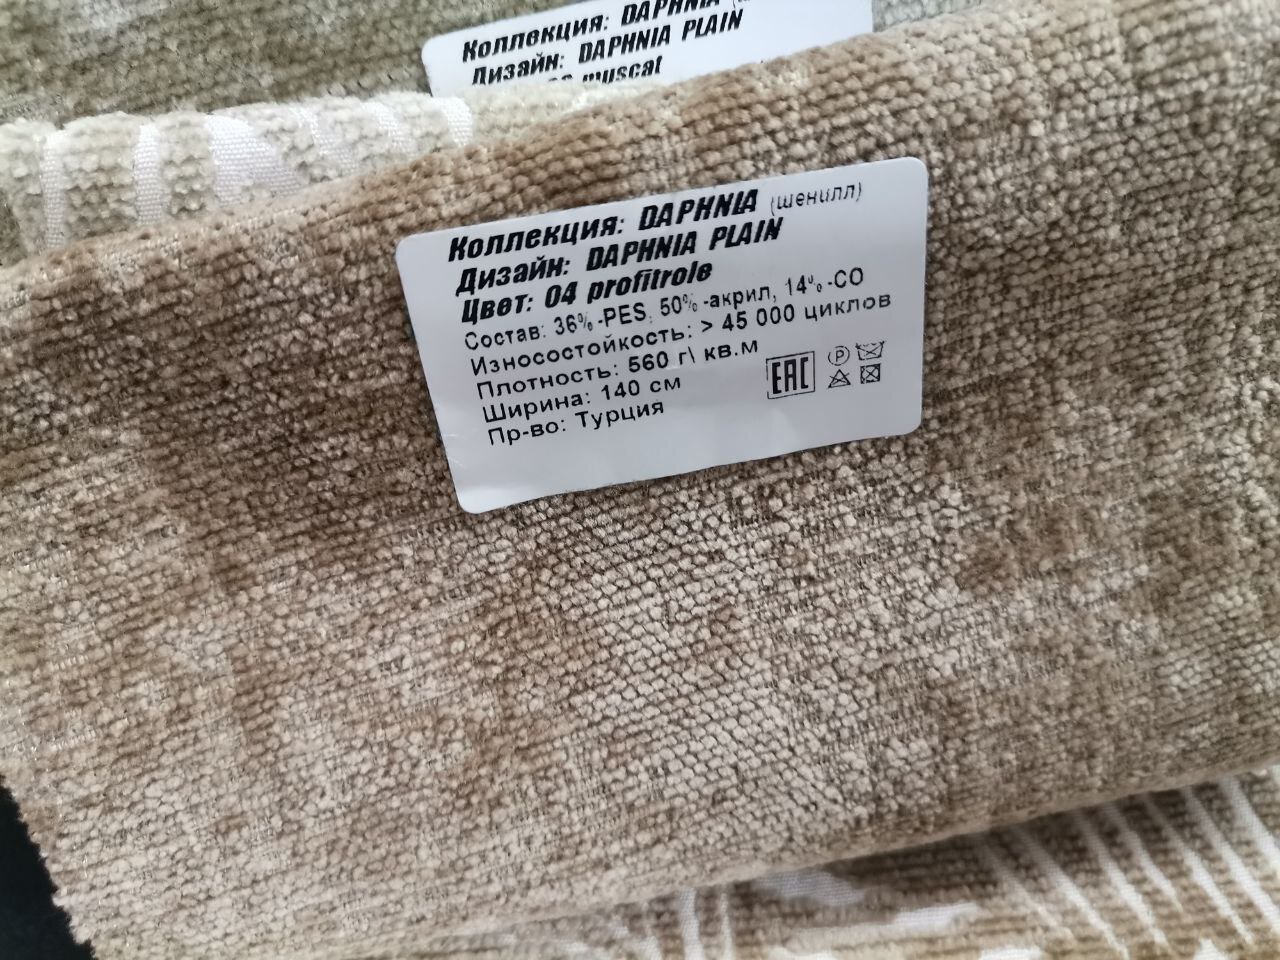 Коллекция: DAPHNIA
Дизайн: DAPHNIA PLAIN
muscat
Коллекция: DAPHNIA (шенилл)
Дизайн: DAPHNIA PLAIN
Цвет: 04 profitrole
Состав: 36%-PES, 50%-акрил, 14%-CO
Износостойкость: > 45 000 циклов
Плотность: 560 г\ кв.м
Ширина: 140 см
Пр-во: Турция
EAC
P